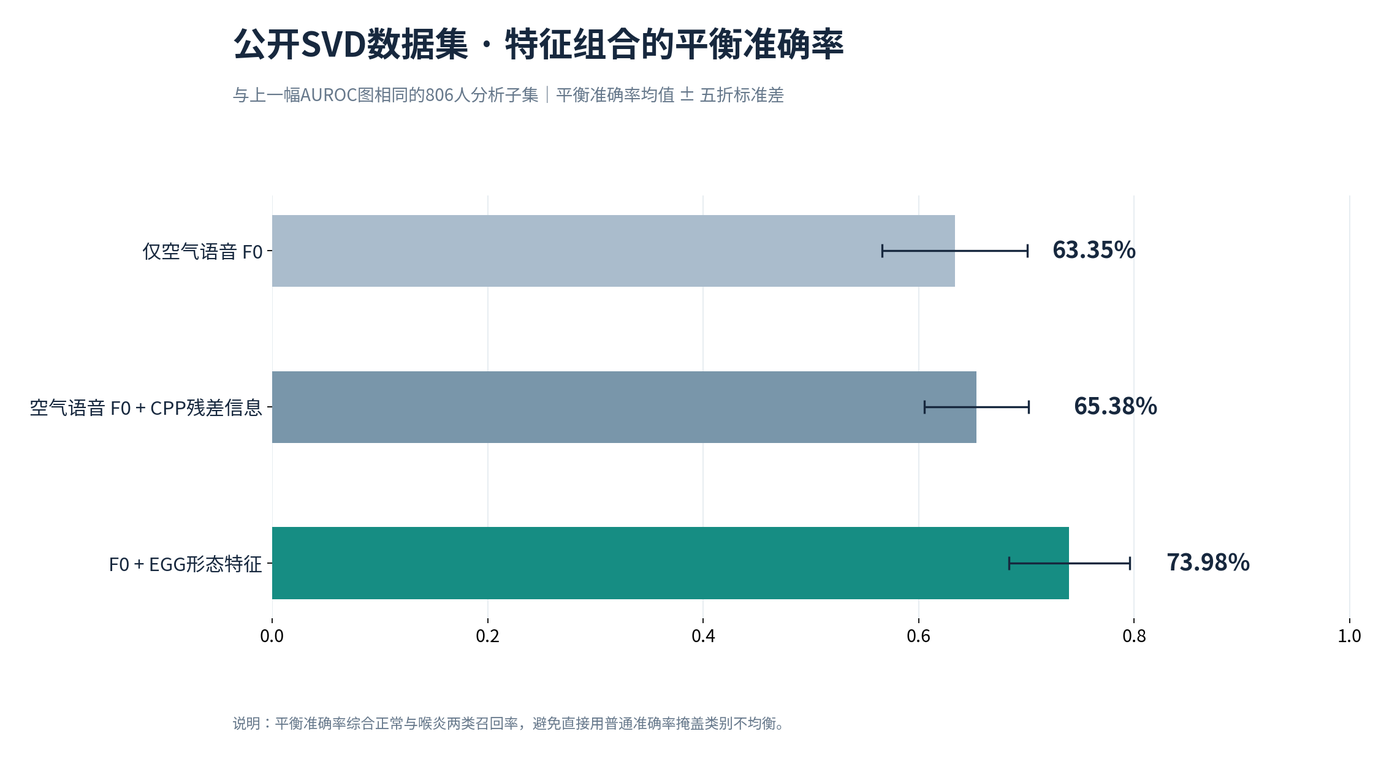 公开SVD数据集 · 特征组合的平衡准确率
与上一幅AUROC图相同的806人分析子集｜平衡准确率均值 ± 五折标准差
仅空气语音 F0
63.35%
空气语音 F0 + CPP残差信息
65.38%
F0 + EGG形态特征
73.98%
0.0 0.2 0.4 0.6 0.8 1.0
说明：平衡准确率综合正常与喉炎两类召回率，避免直接用普通准确率掩盖类别不均衡。